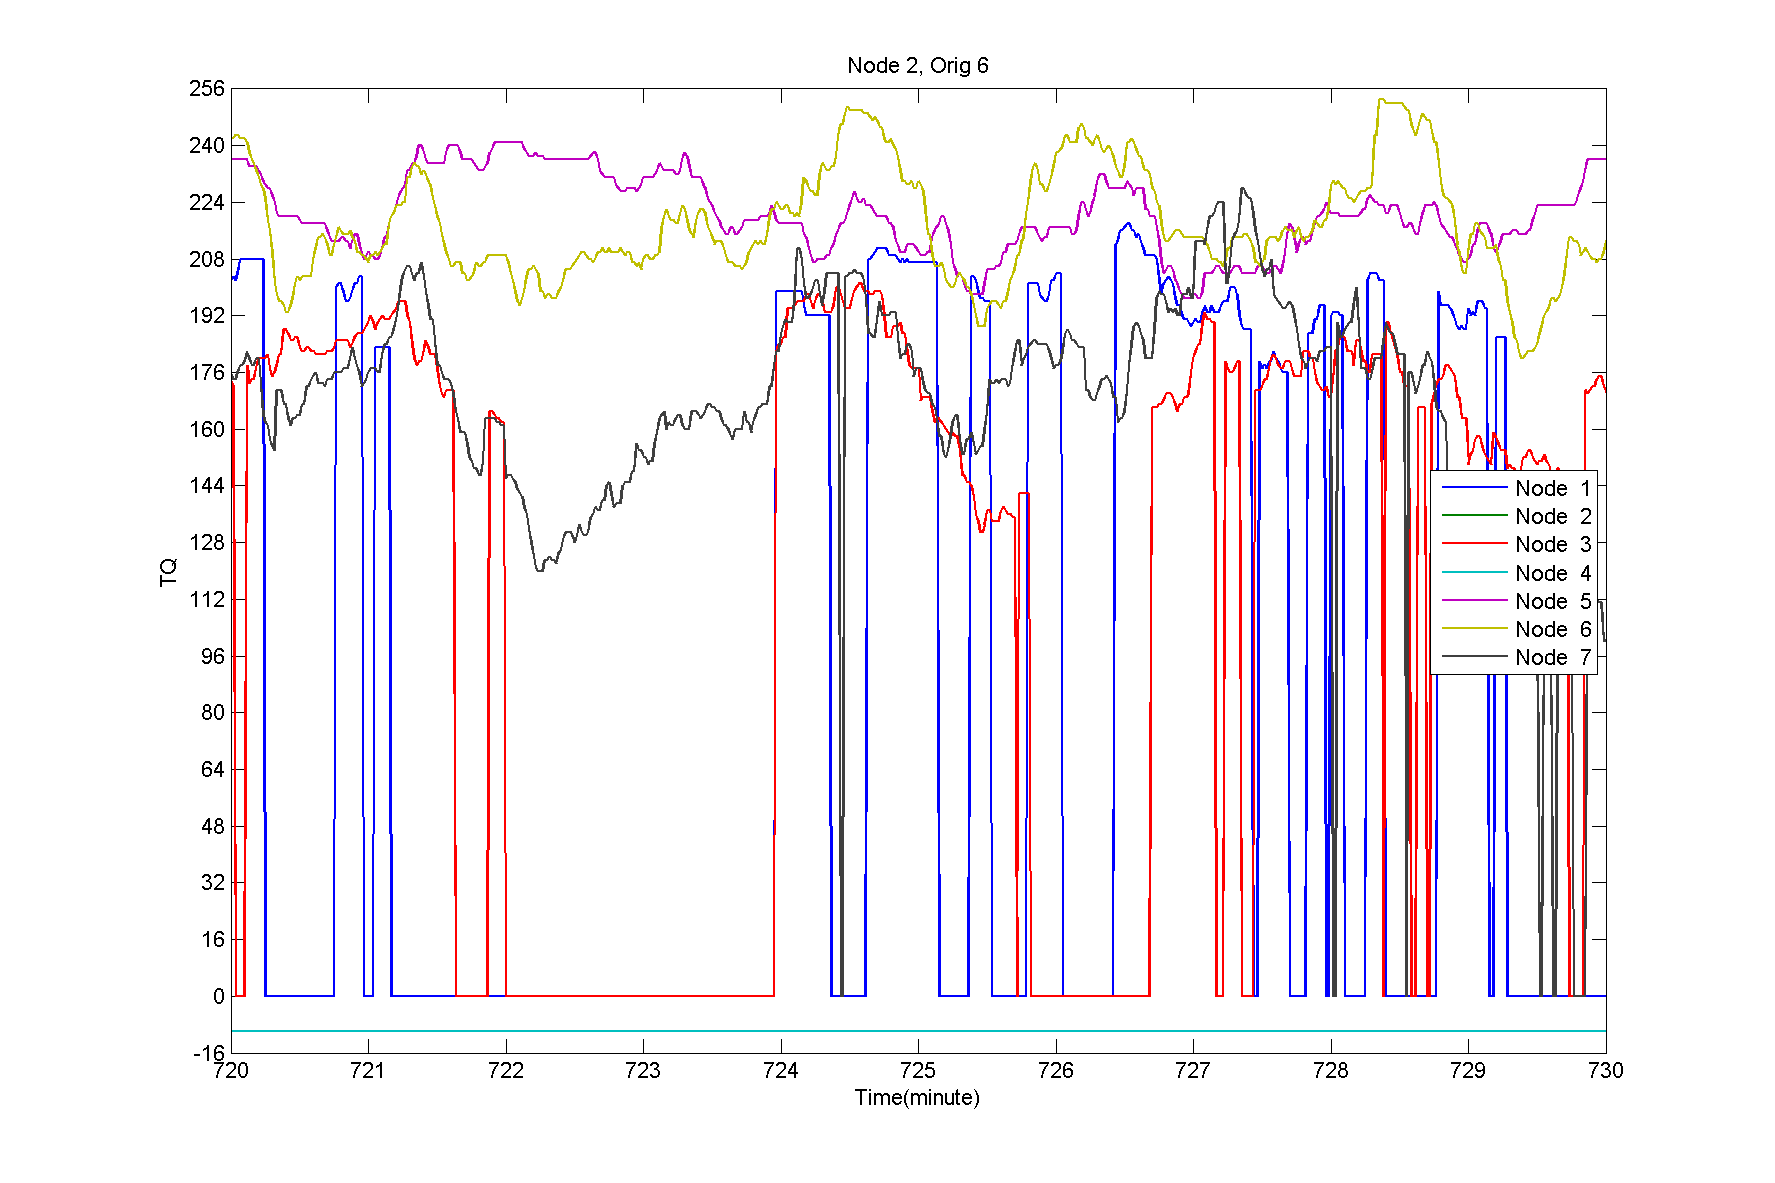 Node 2, Orig 6
256
240
224
208
192
176
160
144
128
112
96
80
64
48
32
16
0
-16
TQ
Node 1
Node 2
Node 3
Node 4
Node 5
Node 6
Node 7
720 721 722 723 724 725 726 727 728 729 730
Time(minute)